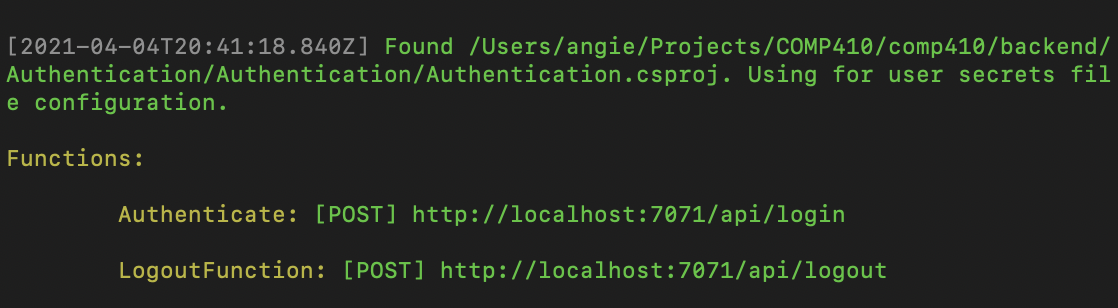 [2021-04-04T20:41:18.840Z] Found /Users/angie/Projects/COMP410/comp410/backend/
Authentication/Authentication/Authentication.csproj. Using for user secrets fil
e configuration.
Functions:
Authenticate: [POST] http://localhost:7071/api/login
LogoutFunction: [POST] http://localhost:7071/api/logout